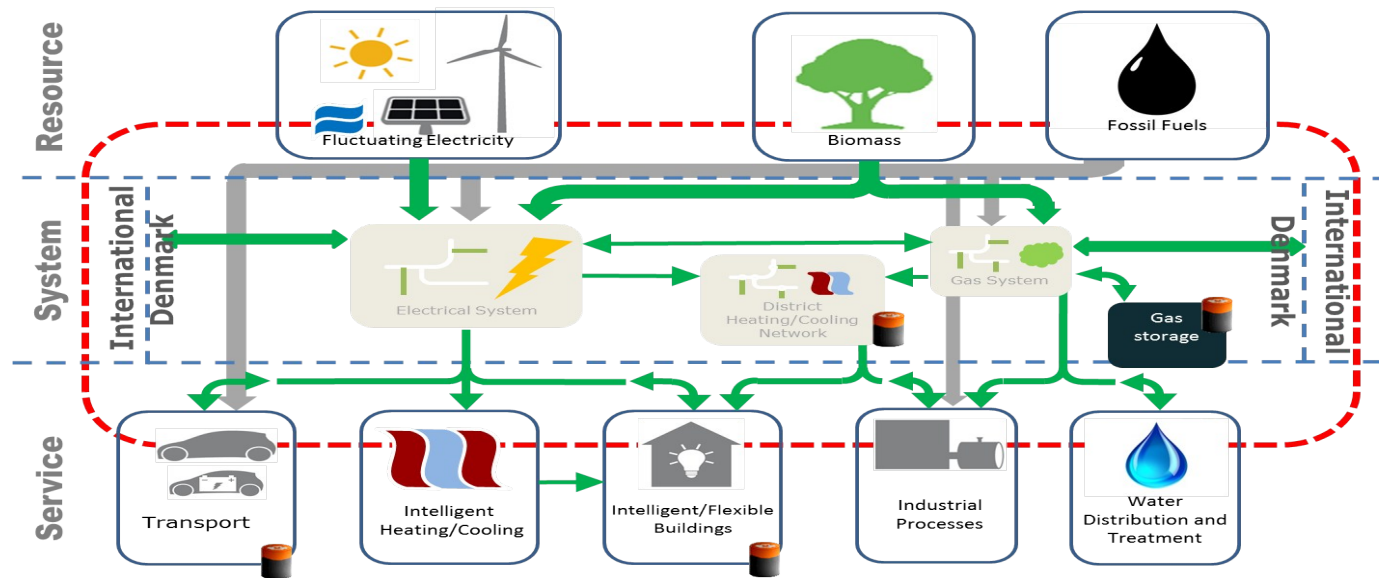 Resource
Fluctuating Electricity
Biomass
Fossil Fuels
System
International
Denmark
Electrical System
District
Heating/Cooling
Network
Gas System
Gas
storage
Denmark
International
Service
Transport
Intelligent
Heating/Cooling
Intelligent/Flexible
Buildings
Industrial
Processes
Water
Distribution and
Treatment